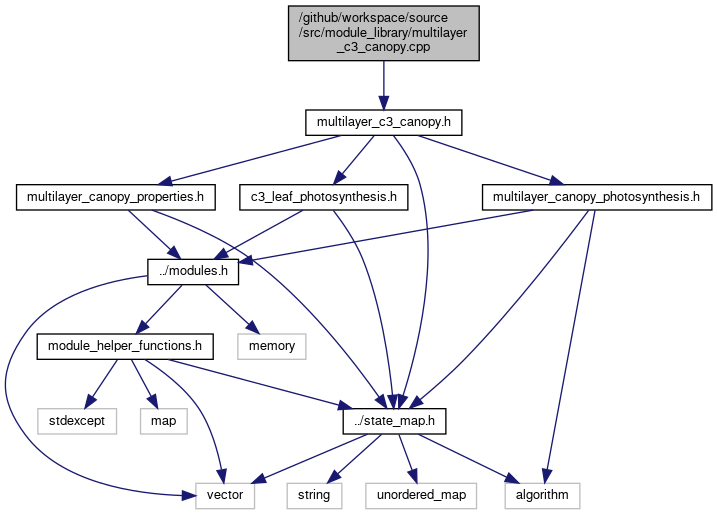 /github/workspace/source
/src/module_library/multilayer
_c3_canopy.cpp
multilayer_c3_canopy.h
multilayer_canopy_properties.h
c3_leaf_photosynthesis.h
multilayer_canopy_photosynthesis.h
../modules.h
module_helper_functions.h
memory
stdexcept
map
../state_map.h
vector
string
unordered_map
algorithm